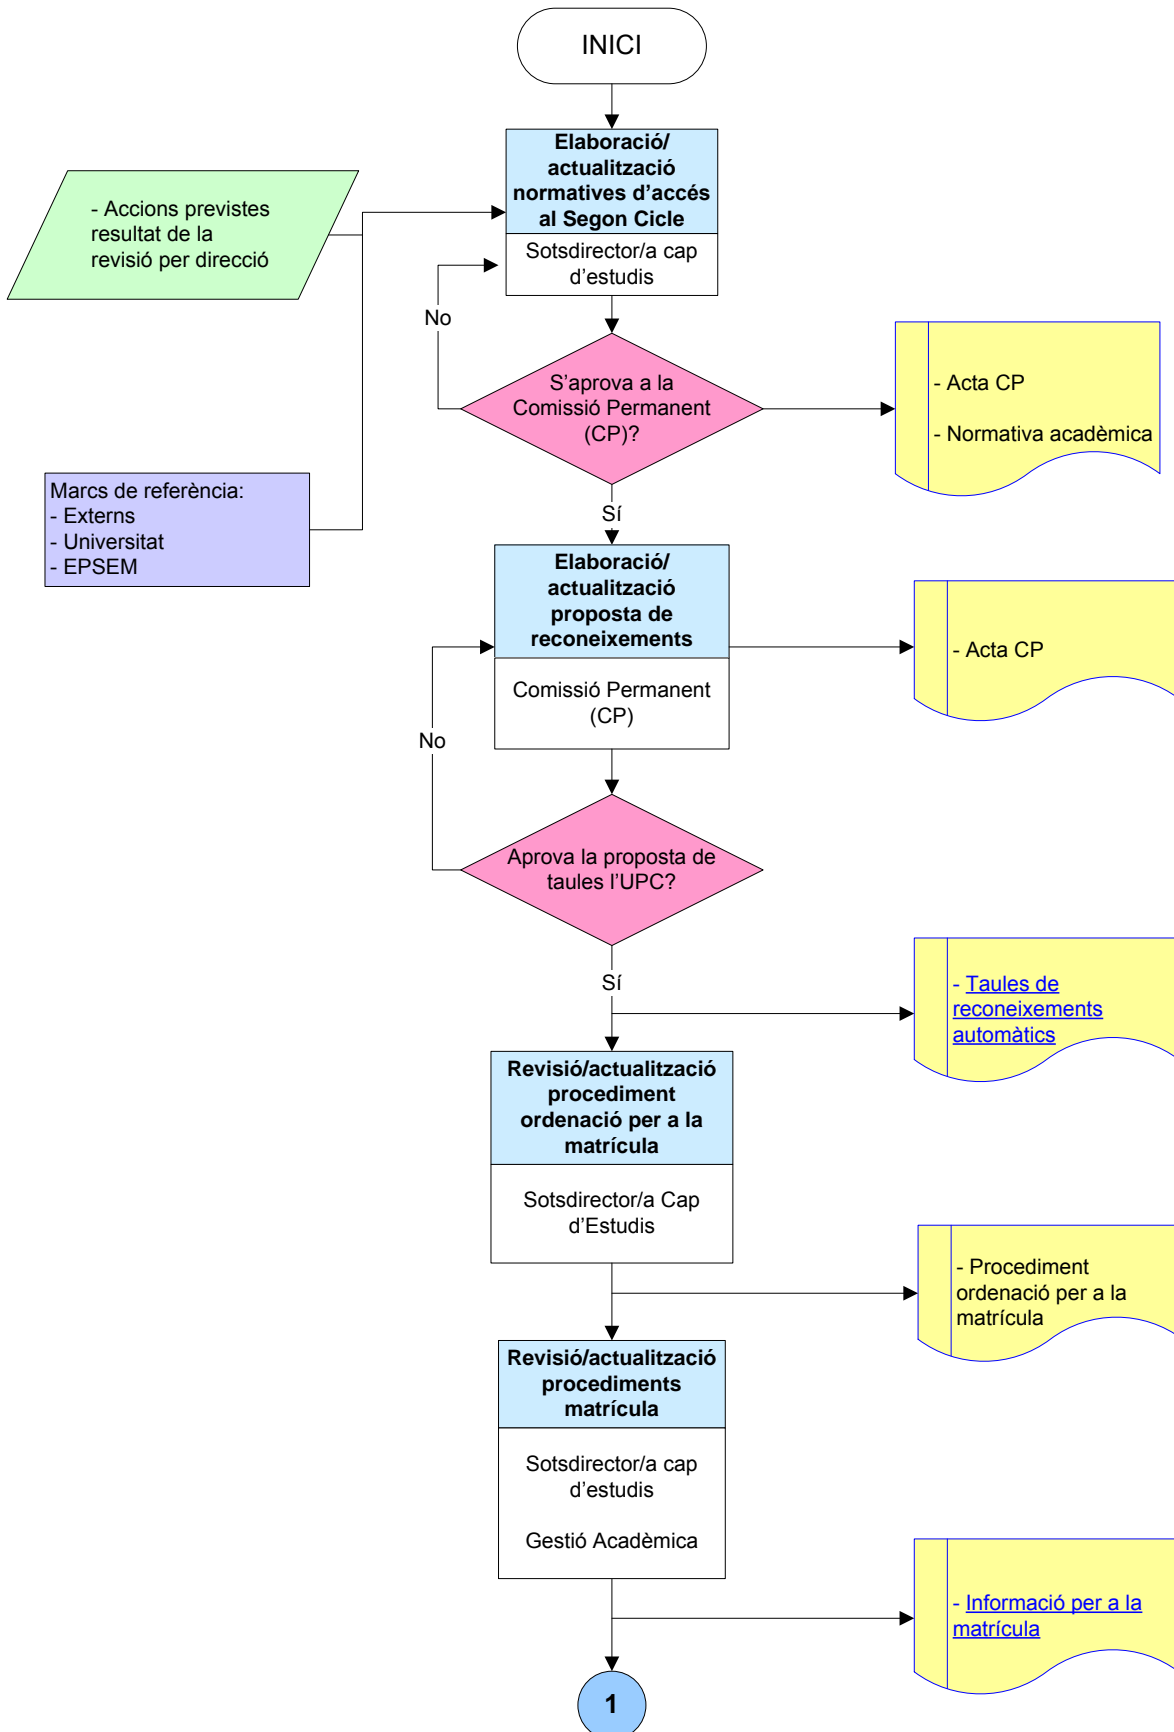 INICI
Elaboració/
actualització
normatives d'accés
al Segon Cicle
Sotsdirector/a cap
d'estudis
- Accions previstes
resultat de la
revisió per direcció
No
S'aprova a la
Comissió Permanent
(CP)?
- Acta CP
- Normativa acadèmica
Marcs de referència:
- Externs
- Universitat
- EPSEM
Sí
Elaboració/
actualització
proposta de
reconeixements
Comissió Permanent
(CP)
- Acta CP
No
Aprova la proposta de
taules l'UPC?
Sí
- Taules de
reconeixements
automàtics
Revisió/actualització
procediment
ordenació per a la
matrícula
Sotsdirector/a Cap
d'Estudis
- Procediment
ordenació per a la
matrícula
Revisió/actualització
procediments
matrícula
Sotsdirector/a cap
d'estudis
Gestió Acadèmica
- Informació per a la
matrícula
1